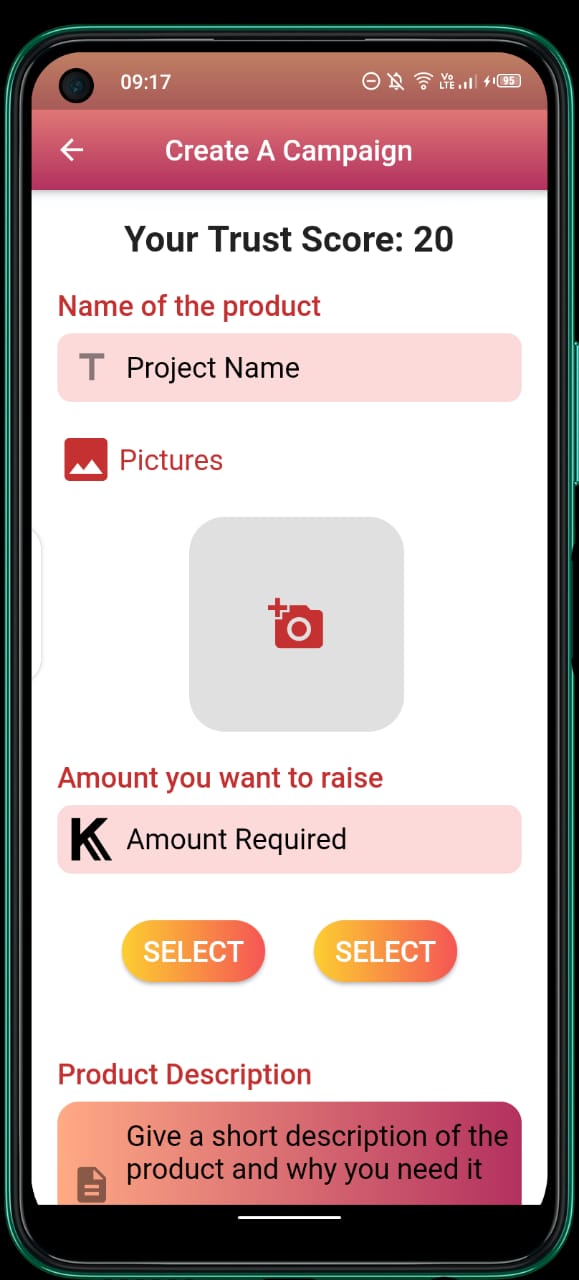 09:17
Vo
LTE
95
Create A Campaign
Your Trust Score: 20
Name of the product
Project Name
Pictures
Amount you want to raise
Amount Required
SELECT SELECT
Product Description
Give a short description of the
product and why you need it